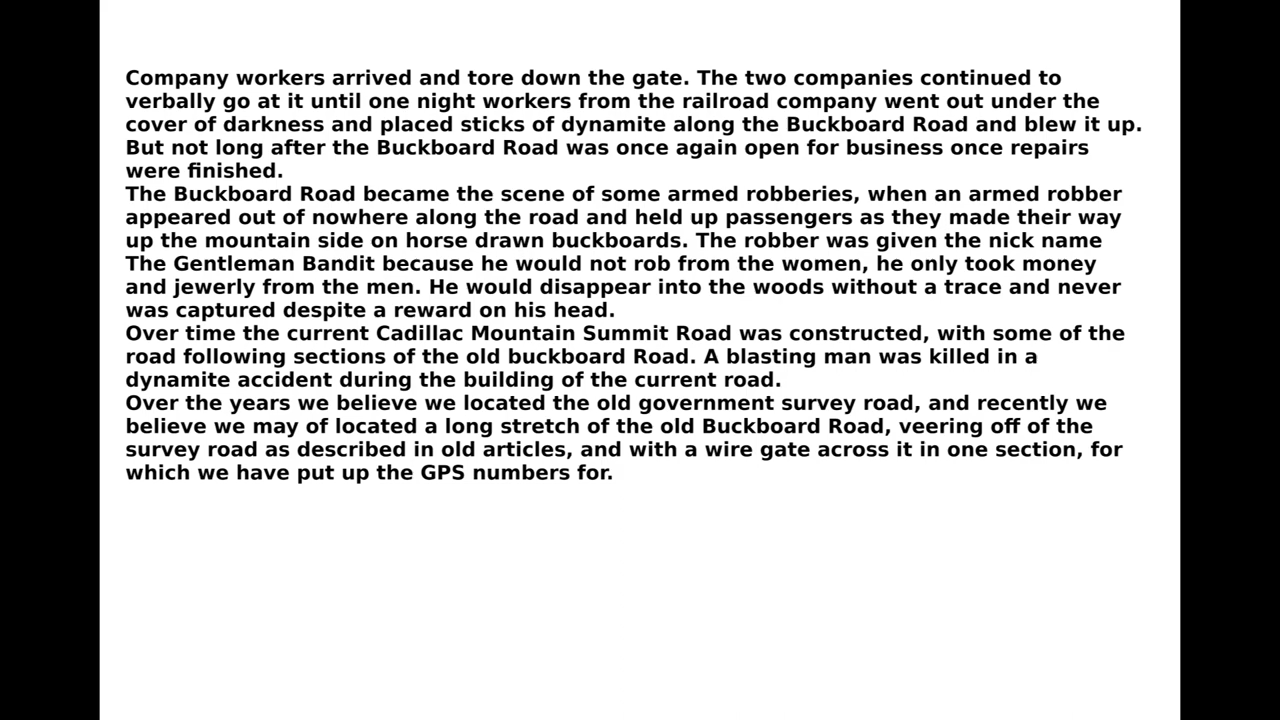 Company workers arrived and tore down the gate. The two companies continued to
verbally go at it until one night workers from the railroad company went out under the
cover of darkness and placed sticks of dynamite along the Buckboard Road and blew it up.
But not long after the Buckboard Road was once again open for business once repairs
were finished.
The Buckboard Road became the scene of some armed robberies, when an armed robber
appeared out of nowhere along the road and held up passengers as they made their way
up the mountain side on horse drawn buckboards. The robber was given the nick name
The Gentleman Bandit because he would not rob from the women, he only took money
and jewerly from the men. He would disappear into the woods without a trace and never
was captured despite a reward on his head.
Over time the current Cadillac Mountain Summit Road was constructed, with some of the
road following sections of the old buckboard Road. A blasting man was killed in a
dynamite accident during the building of the current road.
Over the years we believe we located the old government survey road, and recently we
believe we may of located a long stretch of the old Buckboard Road, veering off of the
survey road as described in old articles, and with a wire gate across it in one section, for
which we have put up the GPS numbers for.